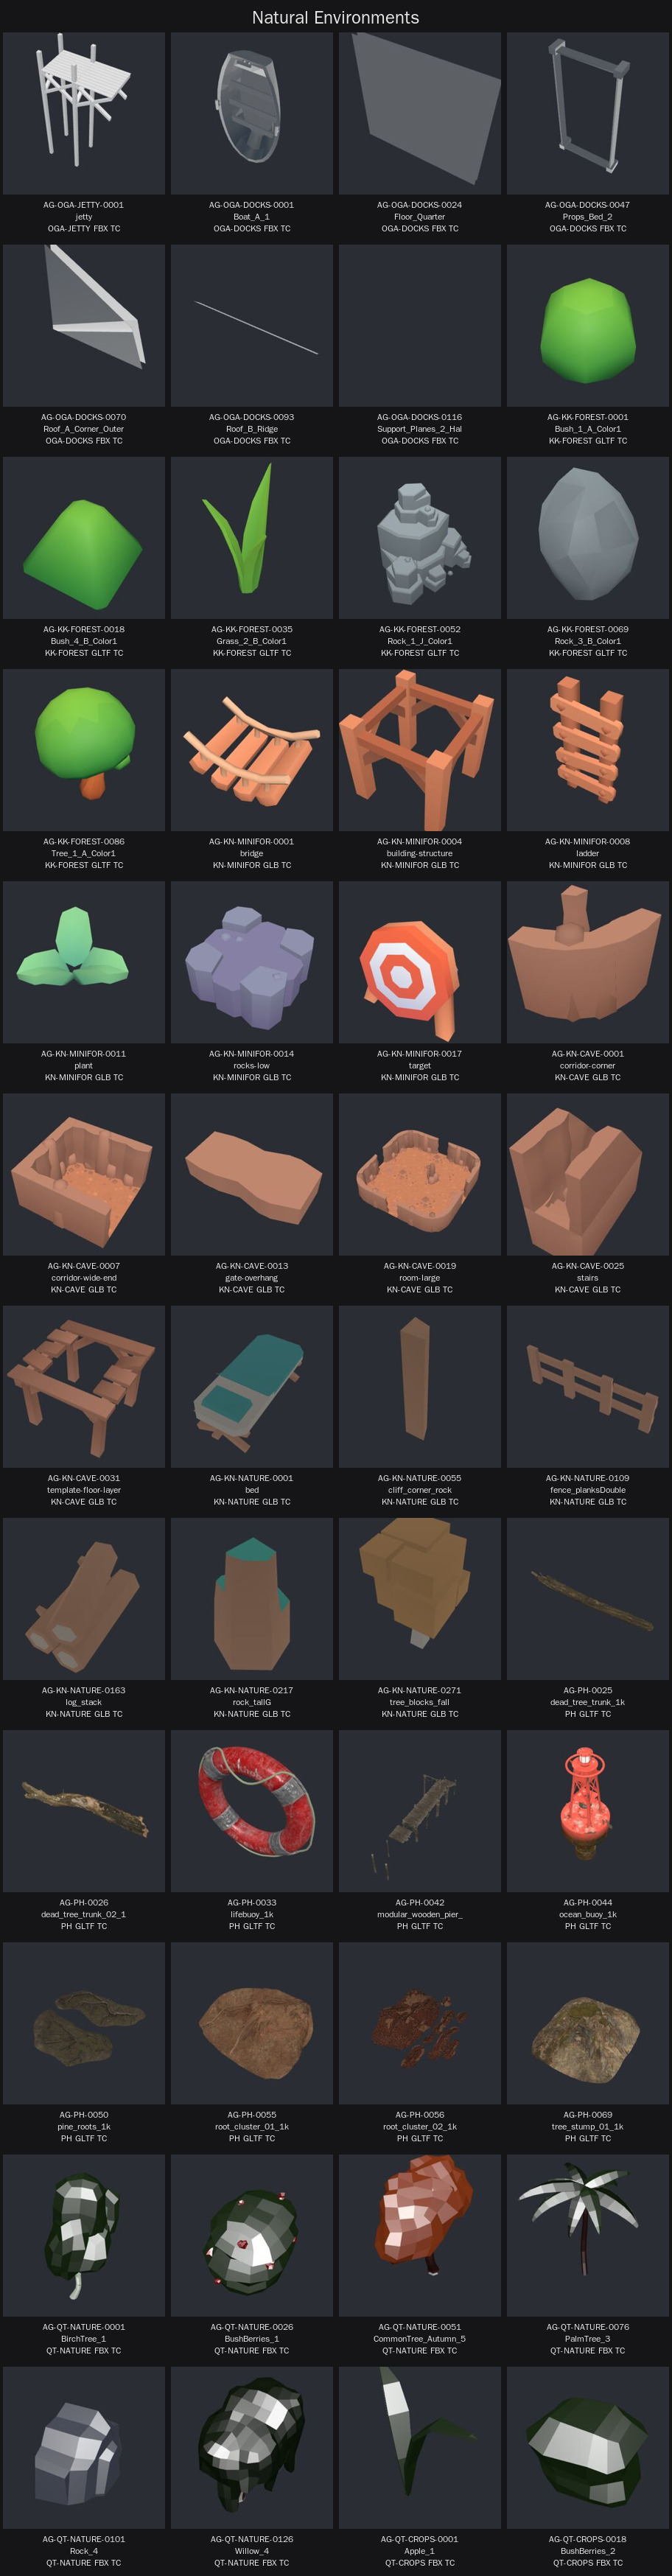 Natural Environments
AG-OGA-JETTY-0001
jetty
OGA-JETTY FBX TC
AG-OGA-DOCKS-0001
Boat_A_1
OGA-DOCKS FBX TC
AG-OGA-DOCKS-0024
Floor_Quarter
OGA-DOCKS FBX TC
AG-OGA-DOCKS-0047
Props_Bed_2
OGA-DOCKS FBX TC
AG-OGA-DOCKS-0070
Roof_A_Corner_Outer
OGA-DOCKS FBX TC
AG-OGA-DOCKS-0093
Roof_B_Ridge
OGA-DOCKS FBX TC
AG-OGA-DOCKS-0116
Support_Planes_2_Hal
OGA-DOCKS FBX TC
AG-KK-FOREST-0001
Bush_1_A_Color1
KK-FOREST GLTF TC
AG-KK-FOREST-0018
Bush_4_B_Color1
KK-FOREST GLTF TC
AG-KK-FOREST-0035
Grass_2_B_Color1
KK-FOREST GLTF TC
AG-KK-FOREST-0052
Rock_1_J_Color1
KK-FOREST GLTF TC
AG-KK-FOREST-0069
Rock_3_B_Color1
KK-FOREST GLTF TC
AG-KK-FOREST-0086
Tree_1_A_Color1
KK-FOREST GLTF TC
AG-KN-MINIFOR-0001
bridge
KN-MINIFOR GLB TC
AG-KN-MINIFOR-0004
building-structure
KN-MINIFOR GLB TC
AG-KN-MINIFOR-0008
ladder
KN-MINIFOR GLB TC
AG-KN-MINIFOR-0011
plant
KN-MINIFOR GLB TC
AG-KN-MINIFOR-0014
rocks-low
KN-MINIFOR GLB TC
AG-KN-MINIFOR-0017
target
KN-MINIFOR GLB TC
AG-KN-CAVE-0001
corridor-corner
KN-CAVE GLB TC
AG-KN-CAVE-0007
corridor-wide-end
KN-CAVE GLB TC
AG-KN-CAVE-0013
gate-overhang
KN-CAVE GLB TC
AG-KN-CAVE-0019
room-large
KN-CAVE GLB TC
AG-KN-CAVE-0025
stairs
KN-CAVE GLB TC
AG-KN-CAVE-0031
template-floor-layer
KN-CAVE GLB TC
AG-KN-NATURE-0001
bed
KN-NATURE GLB TC
AG-KN-NATURE-0055
cliff_corner_rock
KN-NATURE GLB TC
AG-KN-NATURE-0109
fence_planksDouble
KN-NATURE GLB TC
AG-KN-NATURE-0163
log_stack
KN-NATURE GLB TC
AG-KN-NATURE-0217
rock_tallG
KN-NATURE GLB TC
AG-KN-NATURE-0271
tree_blocks_fall
KN-NATURE GLB TC
AG-PH-0025
dead_tree_trunk_1k
PH GLTF TC
AG-PH-0026
dead_tree_trunk_02_1
PH GLTF TC
AG-PH-0033
lifebuoy_1k
PH GLTF TC
AG-PH-0042
modular_wooden_pier_
PH GLTF TC
AG-PH-0044
ocean_buoy_1k
PH GLTF TC
AG-PH-0050
pine_roots_1k
PH GLTF TC
AG-PH-0055
root_cluster_01_1k
PH GLTF TC
AG-PH-0056
root_cluster_02_1k
PH GLTF TC
AG-PH-0069
tree_stump_01_1k
PH GLTF TC
AG-QT-NATURE-0001
BirchTree_1
QT-NATURE FBX TC
AG-QT-NATURE-0026
BushBerries_1
QT-NATURE FBX TC
AG-QT-NATURE-0051
CommonTree_Autumn_5
QT-NATURE FBX TC
AG-QT-NATURE-0076
PalmTree_3
QT-NATURE FBX TC
AG-QT-NATURE-0101
Rock_4
QT-NATURE FBX TC
AG-QT-NATURE-0126
Willow_4
QT-NATURE FBX TC
AG-QT-CROPS-0001
Apple_1
QT-CROPS FBX TC
AG-QT-CROPS-0018
BushBerries_2
QT-CROPS FBX TC